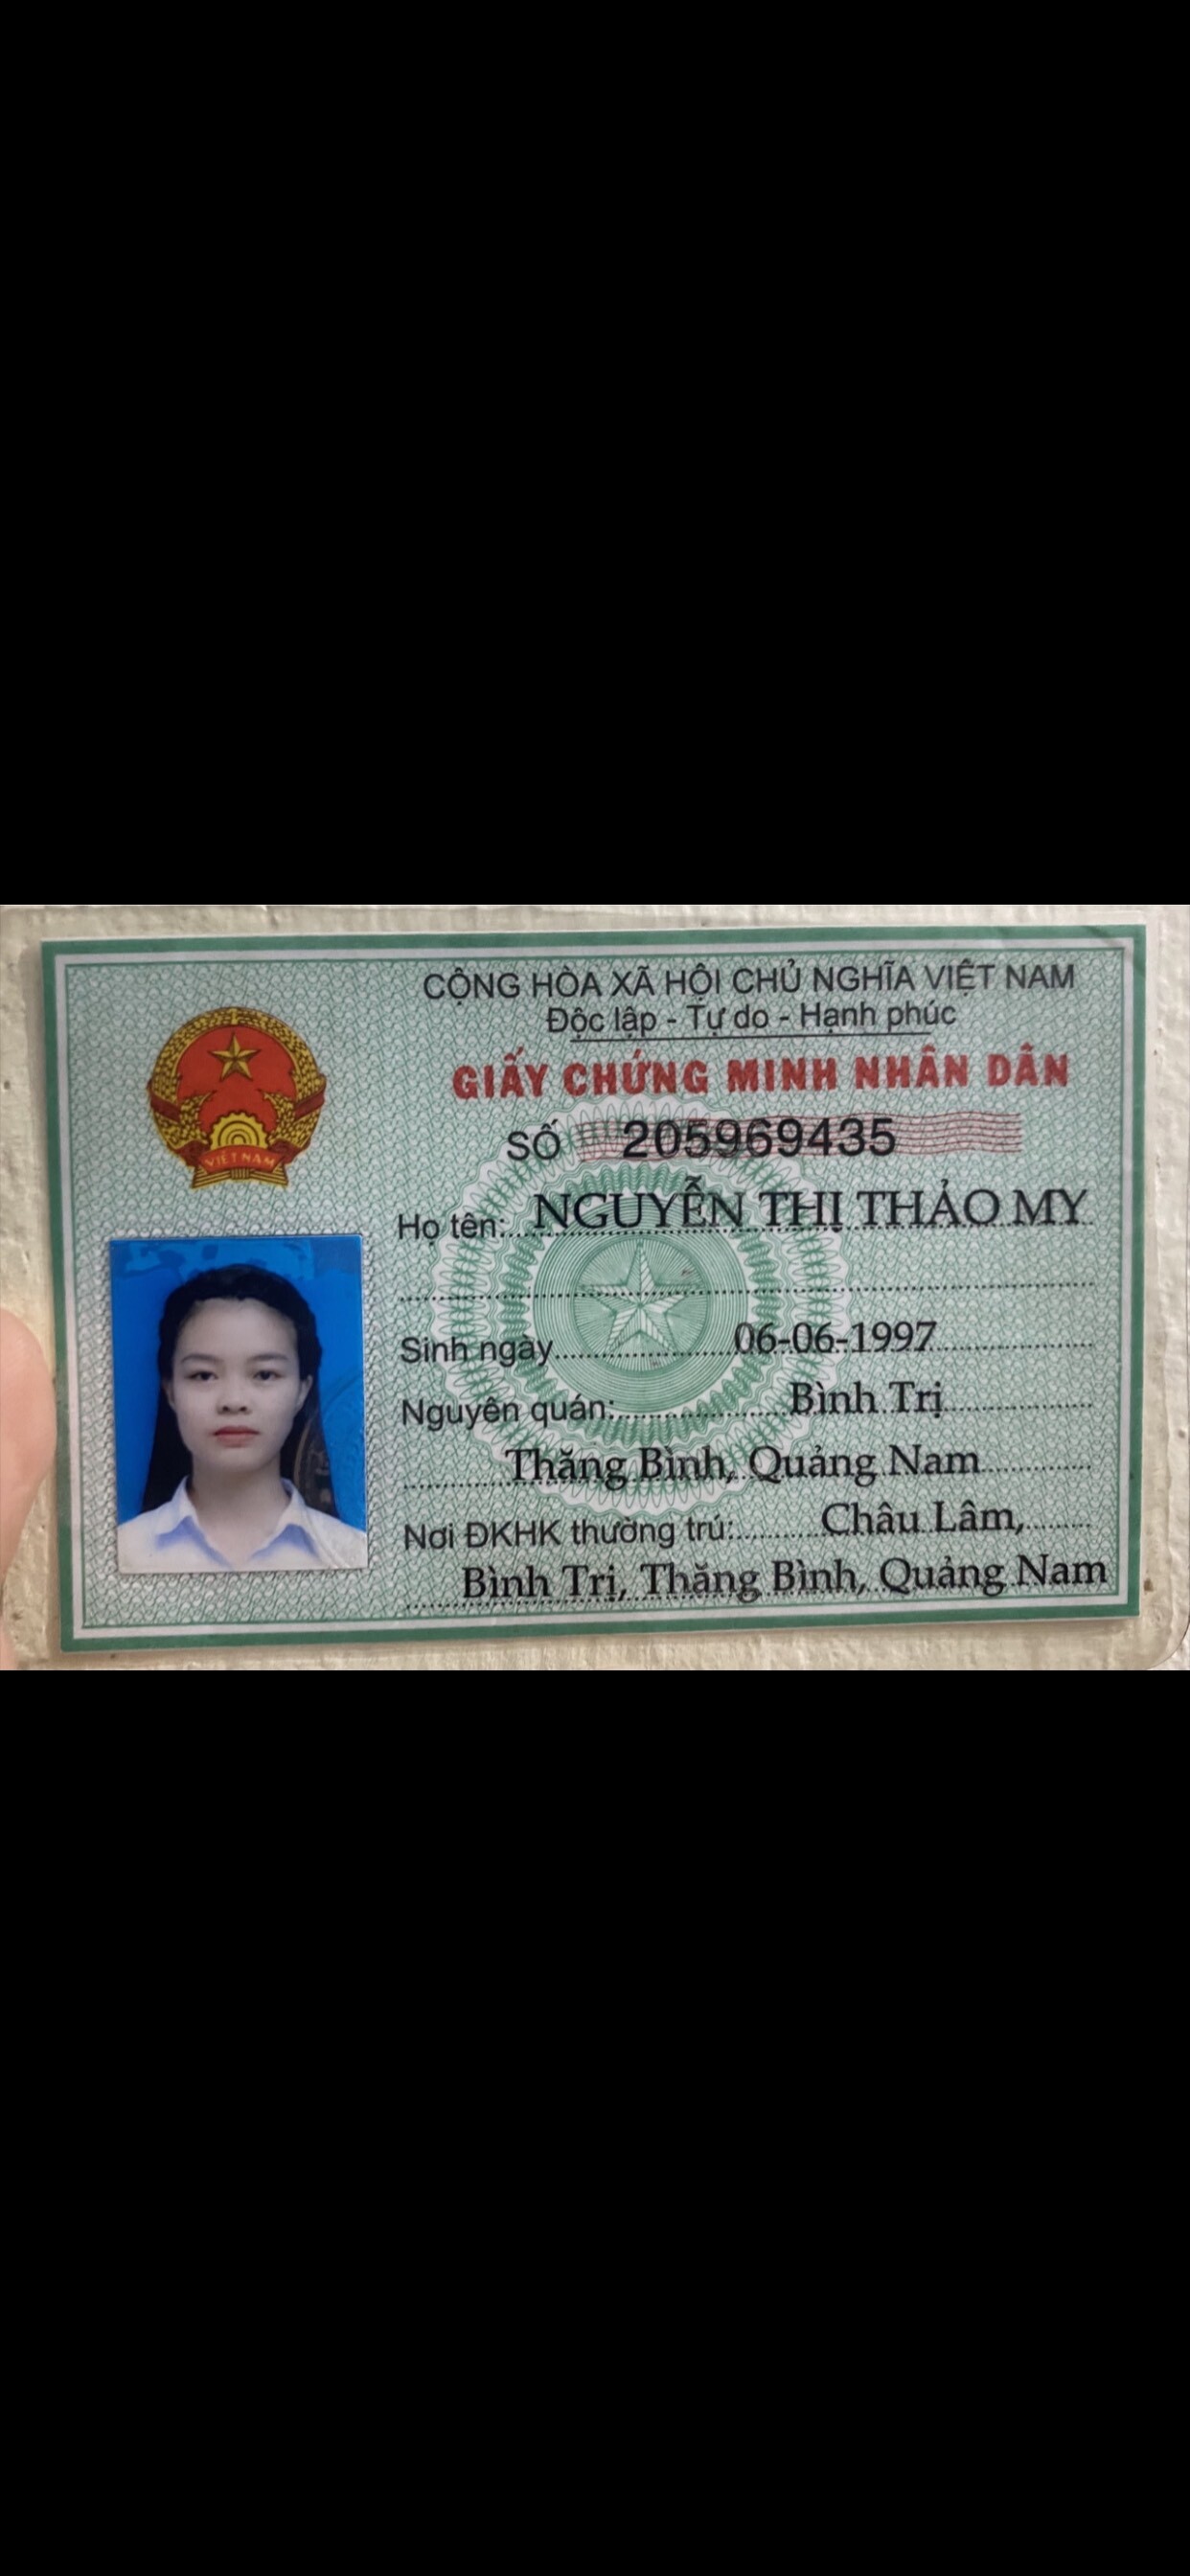 CỘNG HÒA XÃ HỘI CHỦ NGHĨA VIỆT NAM
Độc lập - Tự do - Hạnh phúc
GIẤY CHỨNG MINH NHÂN DÂN
SỐ 205969435
Họ tên: NGUYỄN THỊ THẢO MY
Sinh ngày 06-06-1997
Nguyên quán: Bình Trị
Thăng Bình, Quảng Nam
Nơi ĐKHK thường trú: Châu Lâm,
Bình Trị, Thăng Bình, Quảng Nam
VIỆT NAM